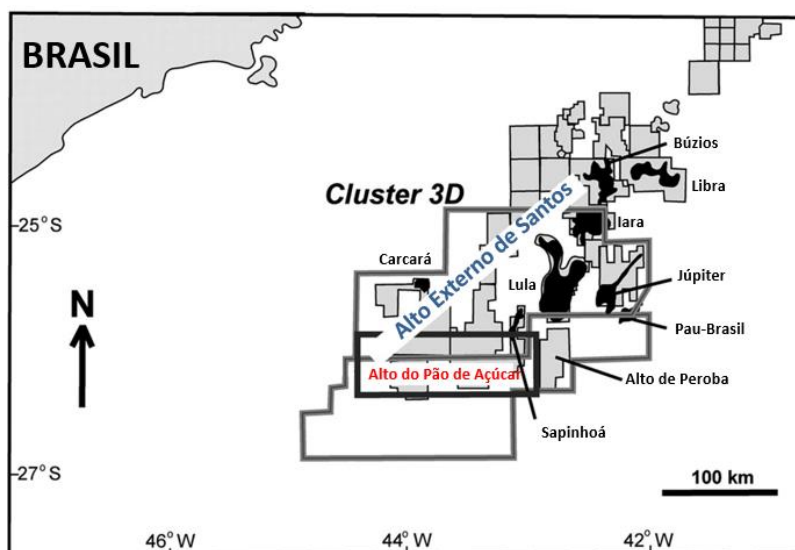 BRASIL
Búzios
Libra
Cluster 3D
25°S
Alto Externo de Santos
Iara
Carcará
Lula
Júpiter
N
Pau-Brasil
Alto do Pão de Açúcar
Alto de Peroba
Sapinhoá
27°S
100 km
46°W
44°W
42°W